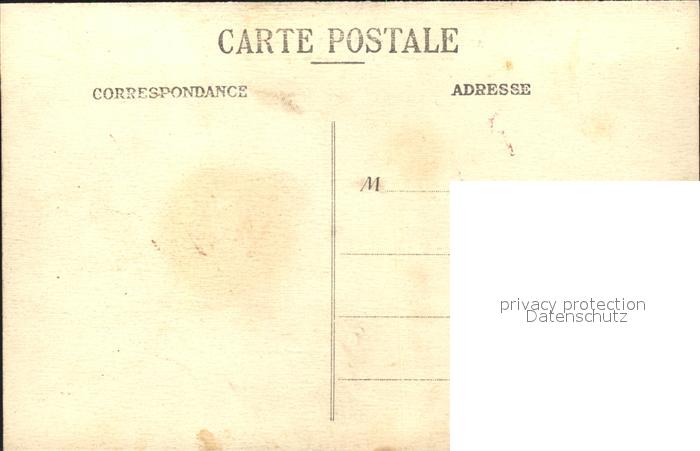 CARTE POSTALE
CORRESPONDANCE
ADRESSE
M
privacy protection
Datenschutz